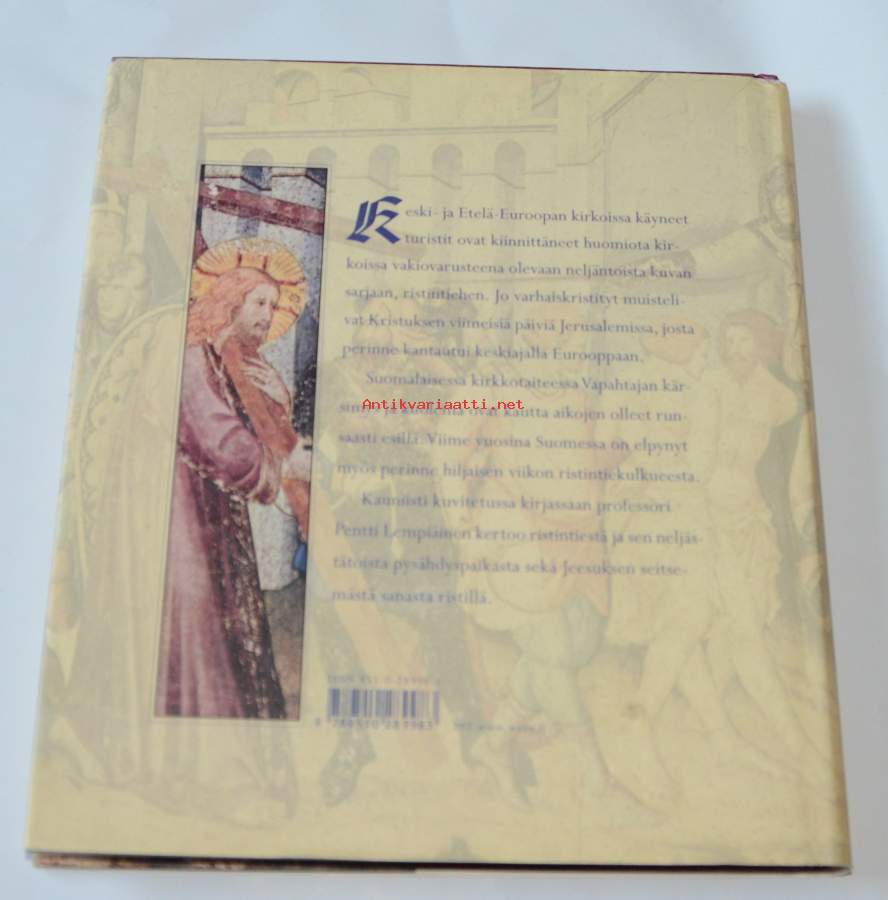 Keski- ja Etelä-Euroopan kirkoissa käyneet
turistit ovat kiinnittäneet huomiota kir-
koissa vakiovarusteena olevaan neljäntoista kuvan
sarjaan, ristintiehen. Jo varhaiskristityt muisteli-
vat Kristuksen viimeisiä päiviä Jerusalemissa, josta
perinne kantautui keskiajalla Eurooppaan.
Suomalaisessa kirkkotaiteessa Vapahtajan kär-
Antikvariaatti.net
ja kuolema ovat kautta aikojen olleet run-
saasti esillä. Viime vuosina Suomessa on elpynyt
myös perinne hiljaisen viikon ristintiekulkueesta.
Kauniisti kuvitetussa kirjassaan professori
Pentti Lempiäinen kertoo ristintiestä ja sen neljäs-
tätoista pysähdyspaikasta sekä Jeesuksen seitse-
mästä sanasta ristillä.
ISBN